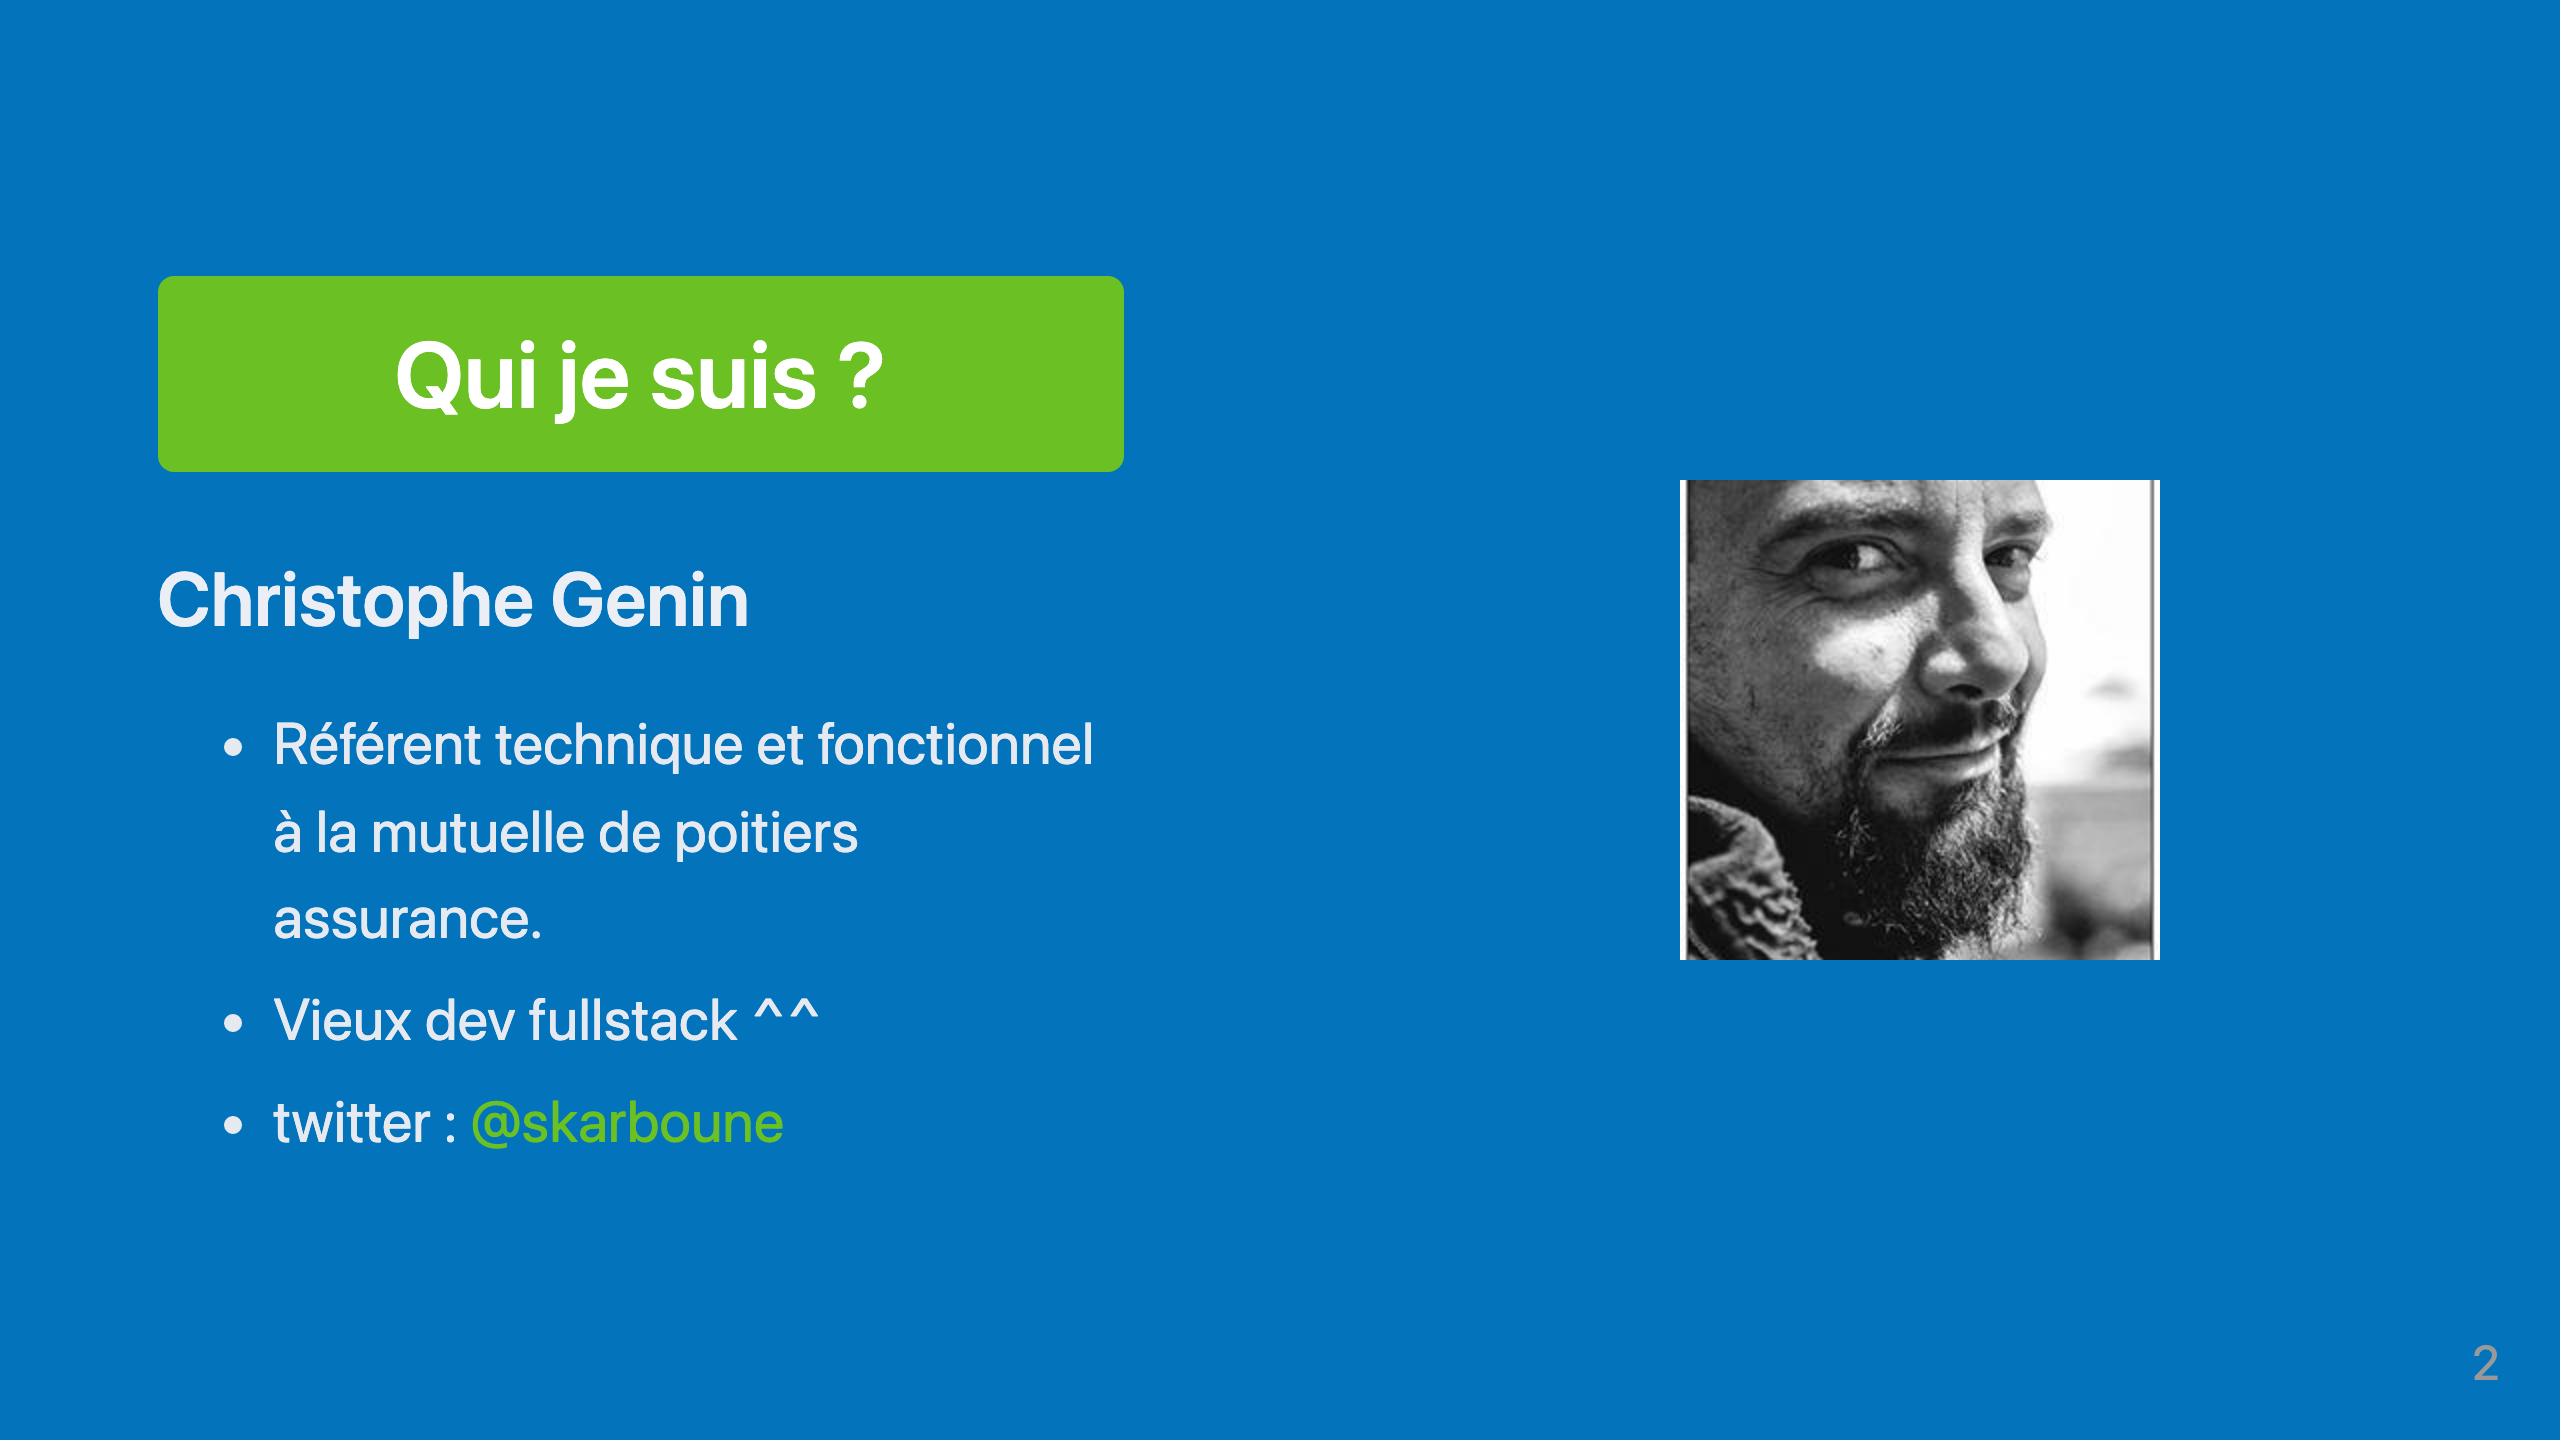 Qui je suis ?
Christophe Genin
• Référent technique et fonctionnel
à la mutuelle de poitiers
assurance.
• Vieux dev fullstack ^^
• twitter : @skarboune
2